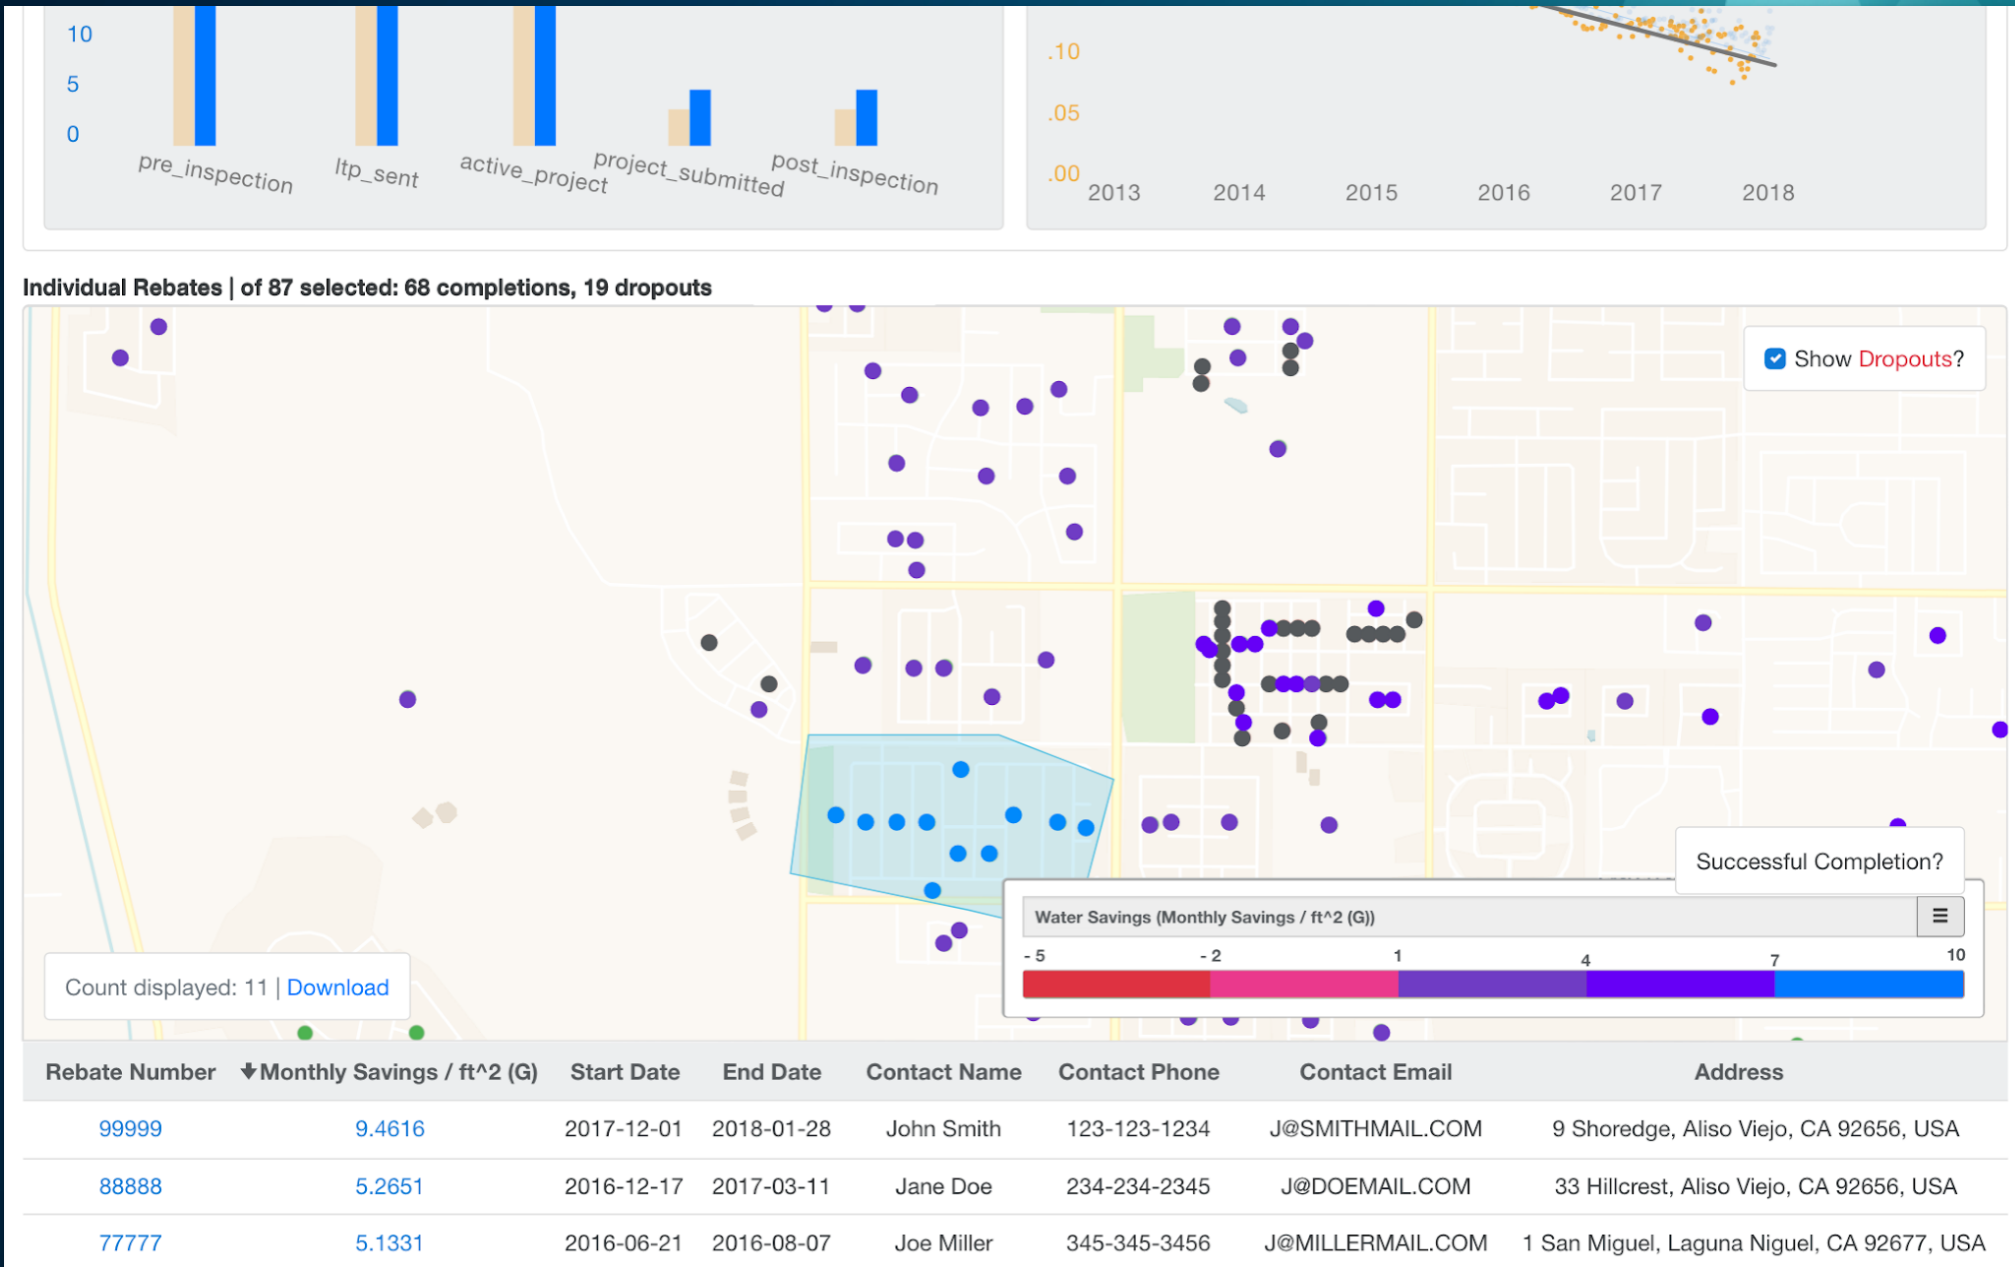 10
5
0
pre_inspection
ltp_sent
active_project
project_submitted
post_inspection
.10
.05
.00
2013 2014 2015 2016 2017 2018
Individual Rebates | of 87 selected: 68 completions, 19 dropouts
Show Dropouts?
Successful Completion?
Water Savings (Monthly Savings / ft^2 (G))
- 5 - 2 1 4 7 10
Count displayed: 11 | Download
Rebate Number Monthly Savings / ft^2 (G) Start Date End Date Contact Name Contact Phone Contact Email Address
99999 9.4616 2017-12-01 2018-01-28 John Smith 123-123-1234 J@SMITHMAIL.COM 9 Shoredge, Aliso Viejo, CA 92656, USA
88888 5.2651 2016-12-17 2017-03-11 Jane Doe 234-234-2345 J@DOEMAIL.COM 33 Hillcrest, Aliso Viejo, CA 92656, USA
77777 5.1331 2016-06-21 2016-08-07 Joe Miller 345-345-3456 J@MILLERMAIL.COM 1 San Miguel, Laguna Niguel, CA 92677, USA